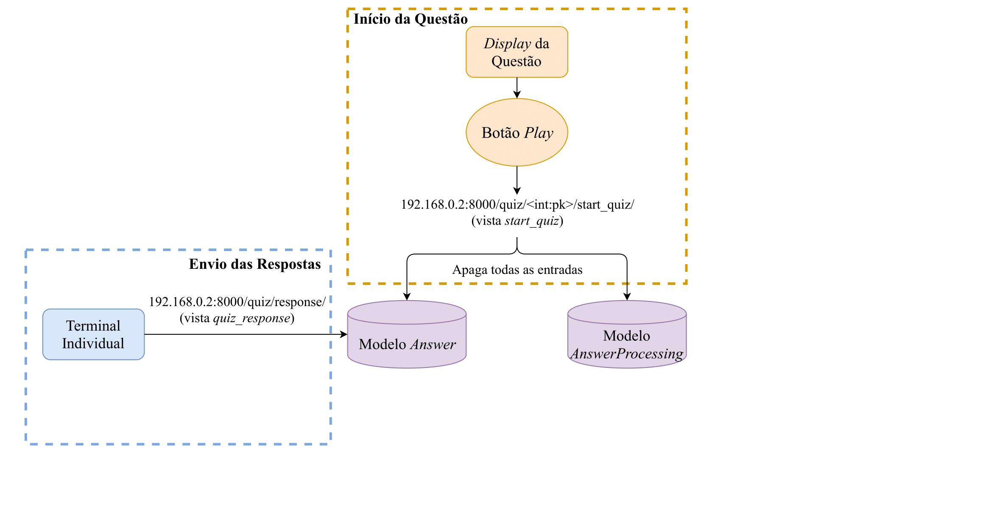 Início da Questão
Display da
Questão
Botão Play
192.168.0.2:8000/quiz/<int:pk>/start_quiz/
(vista start_quiz)
Apaga todas as entradas
Envio das Respostas
192.168.0.2:8000/quiz/response/
(vista quiz_response)
Terminal
Individual
Modelo Answer
Modelo
AnswerProcessing